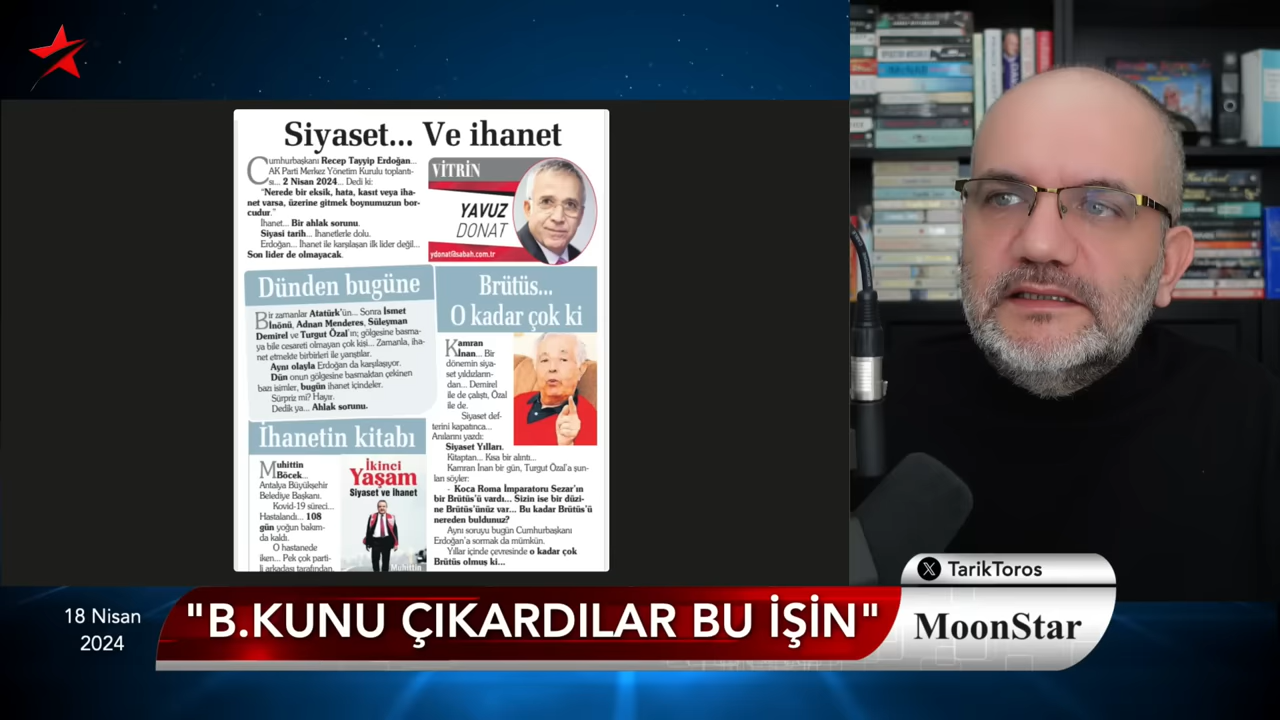 Siyaset... Ve ihanet
Cumhurbaşkanı Recep Tayyip Erdoğan...
AK Parti Merkez Yönetim Kurulu toplantı-
sı... 2 Nisan 2024... Dedi ki:
"Nerede bir eksik, hata, kasıt veya iha-
net varsa, üzerine gitmek boynumuzun bor-
cudur."
İhanet... Bir ahlak sorunu.
Siyasi tarih... İhanetlerle dolu.
Erdoğan... İhanet ile karşılaşan ilk lider değil...
Son lider de olmayacak.
VİTRİN
YAVUZ
DONAT
ydonat@sabah.com.tr
Dünden bugüne
Bir zamanlar Atatürk'ün... Sonra İsmet
İnönü, Adnan Menderes, Süleyman
Demirel ve Turgut Özal'ın; gölgesine basma-
ya bile cesareti olmayan çok kişi... Zamanla, iha-
net etmekte birbirleri ile yarıştılar.
Aynı olayla Erdoğan da karşılaşıyor.
Dün onun gölgesine basmaktan çekinen
bazı isimler, bugün ihanet içindeler.
Sürpriz mi? Hayır.
Dedik ya... Ahlak sorunu.
Brütüs...
O kadar çok ki
Kamran
İnan... Bir
dönemin siya-
set yıldızların-
dan... Demirel
ile de çalıştı, Özal
ile de.
Siyaset def-
terini kapatınca...
Anılarını yazdı:
Siyaset Yılları.
Kitaptan... Kısa bir alıntı...
Kamran İnan bir gün, Turgut Özal'a şun-
ları söyler:
- Koca Roma İmparatoru Sezar'ın
bir Brütüs'ü vardı... Sizin ise bir düzi-
ne Brütüs'ünüz var... Bu kadar Brütüs'ü
nereden buldunuz?
Aynı soruyu bugün Cumhurbaşkanı
Erdoğan'a sormak da mümkün.
Yıllar içinde çevresinde o kadar çok
Brütüs olmuş ki...
İhanetin kitabı
Muhittin
Böcek...
Antalya Büyükşehir
Belediye Başkanı.
Kovid-19 süreci...
Hastalandı... 108
gün yoğun bakım-
da kaldı.
O hastanede
iken... Pek çok parti-
li arkadaşı tarafından,
İkinci
Yaşam
Siyaset ve İhanet
Muhittin
18 Nisan
2024
"B.KUNU ÇIKARDILAR BU İŞİN"
X TarikToros
MoonStar